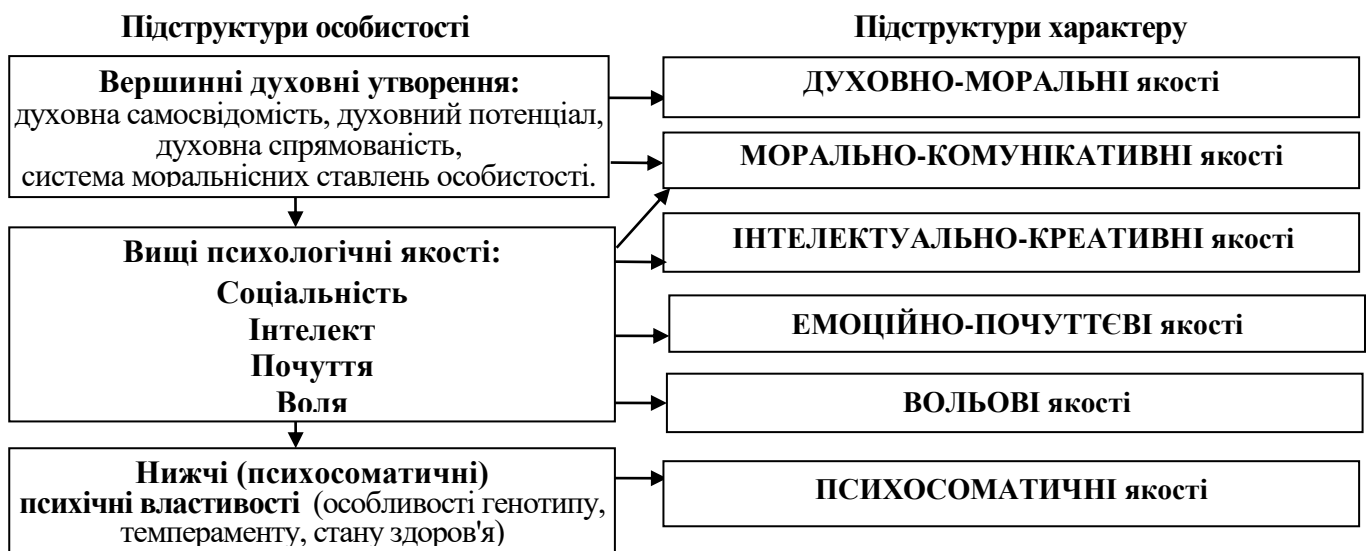 Підструктури особистості
Вершинні духовні утворення:
духовна самосвідомість, духовний потенціал,
духовна спрямованість,
система моральнісних ставлень особистості.
Вищі психологічні якості:
Соціальність
Інтелект
Почуття
Воля
Нижчі (психосоматичні)
психічні властивості (особливості генотипу,
темпераменту, стану здоров'я)
Підструктури характеру
ДУХОВНО-МОРАЛЬНІ якості
МОРАЛЬНО-КОМУНІКАТИВНІ якості
ІНТЕЛЕКТУАЛЬНО-КРЕАТИВНІ якості
ЕМОЦІЙНО-ПОЧУТТЄВІ якості
ВОЛЬОВІ якості
ПСИХОСОМАТИЧНІ якості